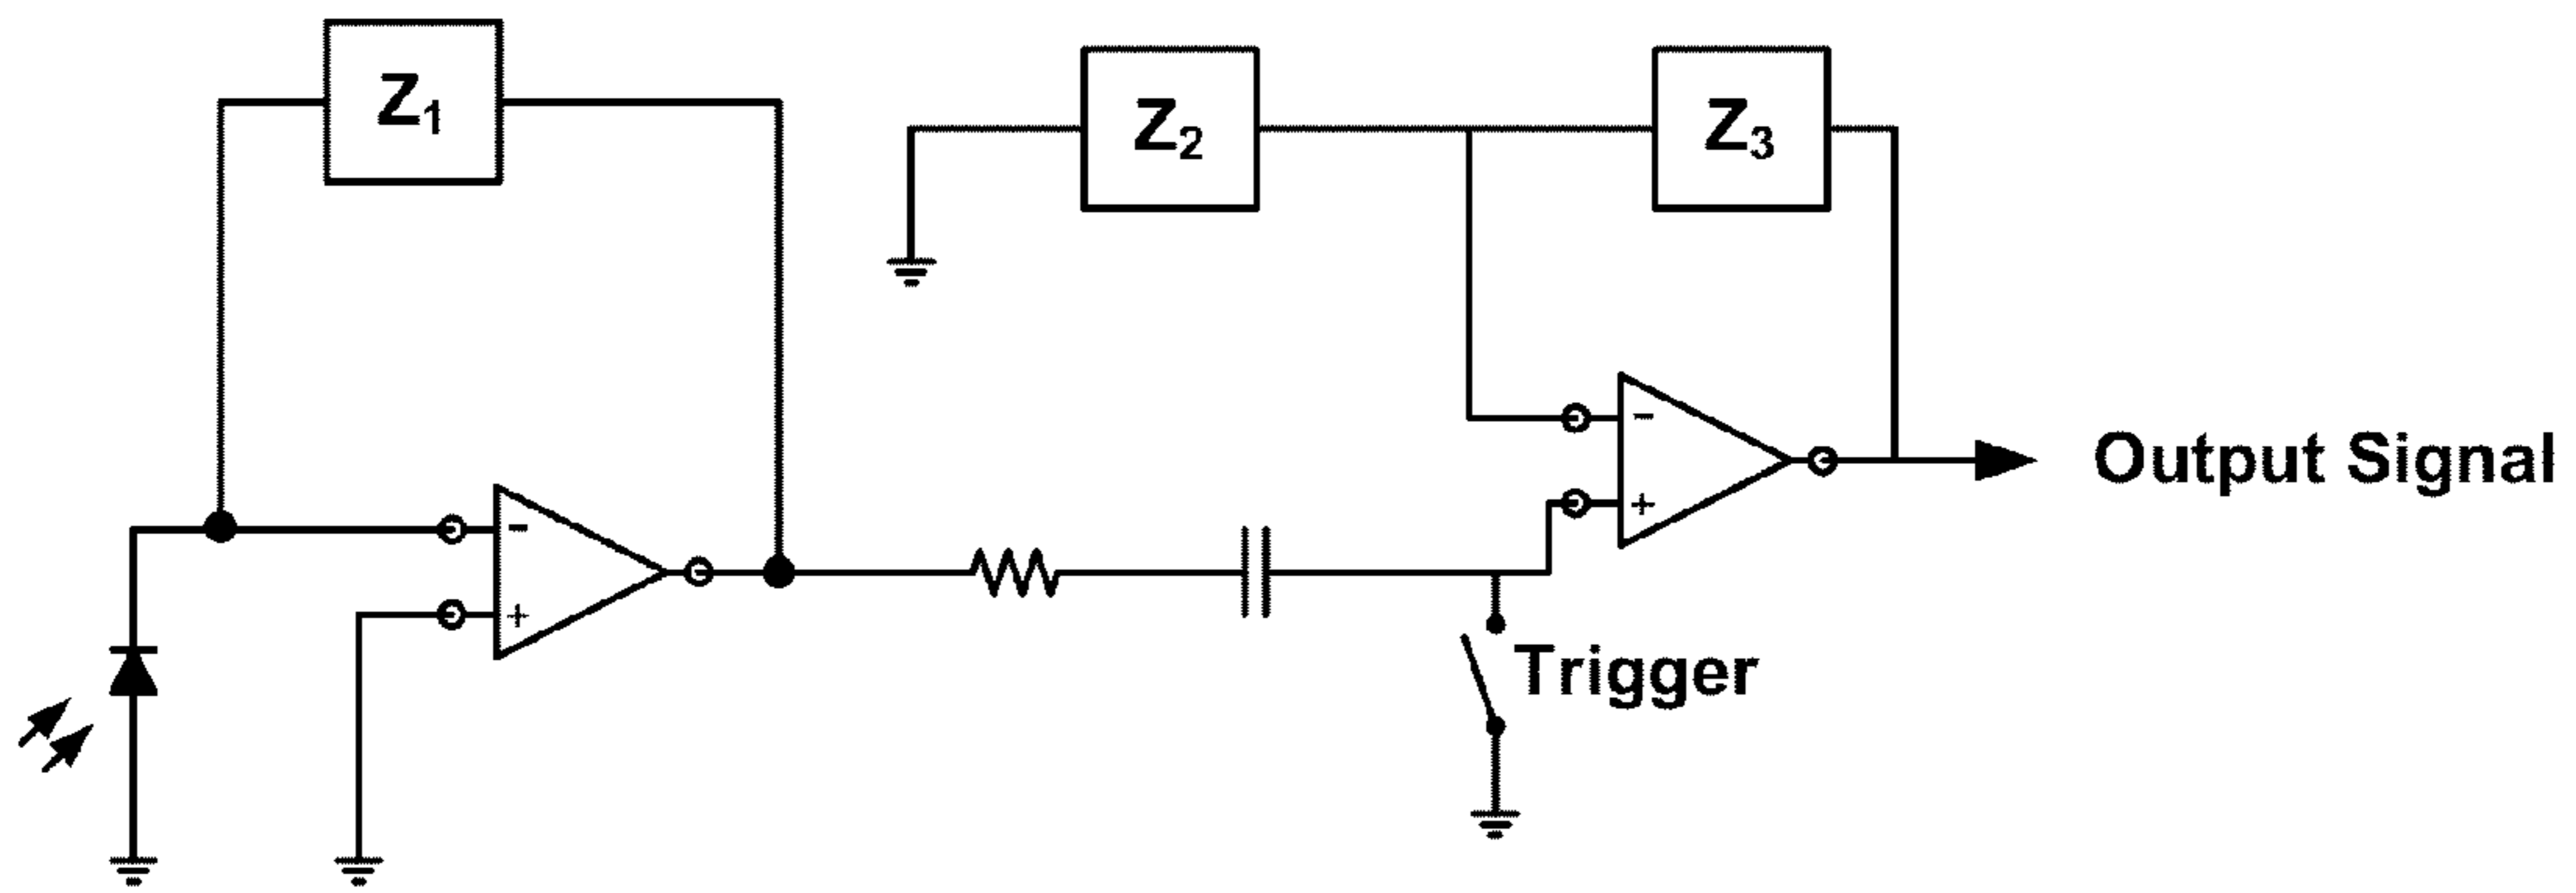 Z1
Z2
Z3
-
+
-
+
Output Signal
Trigger